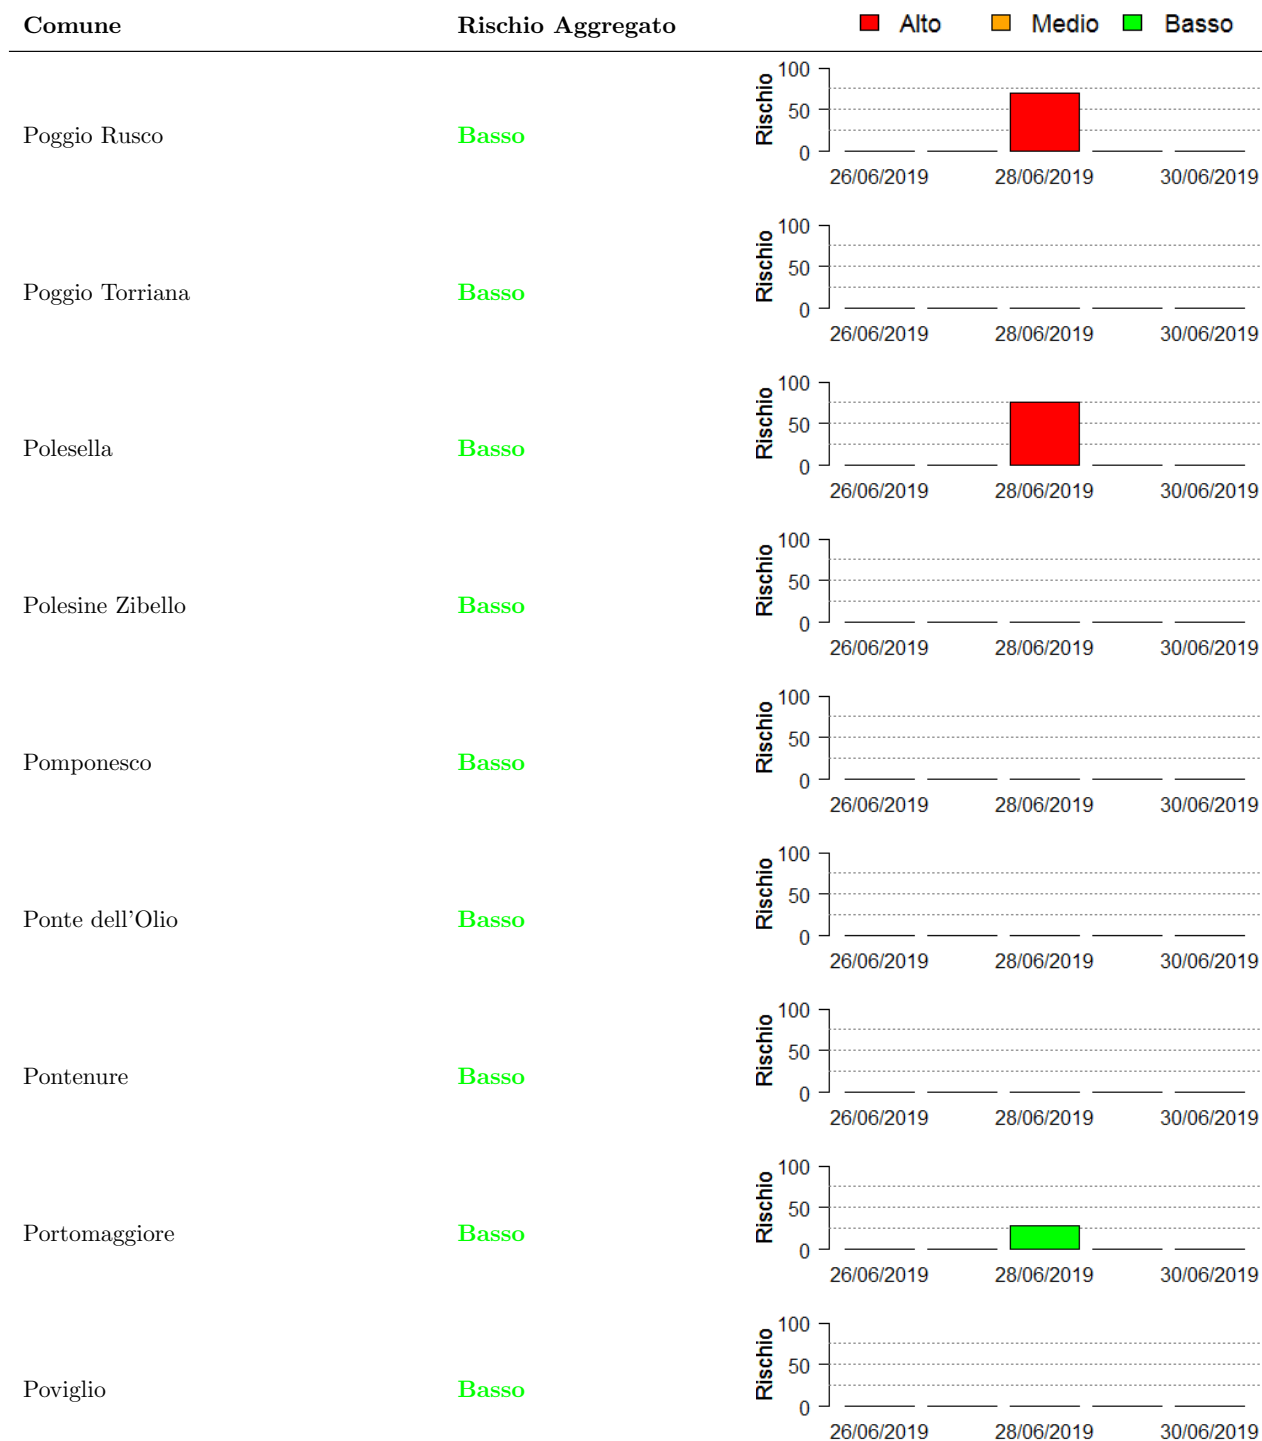 Comune Rischio Aggregato Alto Medio Basso
Poggio Rusco Basso Rischio 100 50 0
26/06/2019 28/06/2019 30/06/2019
Poggio Torriana Basso Rischio 100 50 0
26/06/2019 28/06/2019 30/06/2019
Polesella Basso Rischio 100 50 0
26/06/2019 28/06/2019 30/06/2019
Polesine Zibello Basso Rischio 100 50 0
26/06/2019 28/06/2019 30/06/2019
Pomponesco Basso Rischio 100 50 0
26/06/2019 28/06/2019 30/06/2019
Ponte dell'Olio Basso Rischio 100 50 0
26/06/2019 28/06/2019 30/06/2019
Pontenure Basso Rischio 100 50 0
26/06/2019 28/06/2019 30/06/2019
Portomaggiore Basso Rischio 100 50 0
26/06/2019 28/06/2019 30/06/2019
Poviglio Basso Rischio 100 50 0
26/06/2019 28/06/2019 30/06/2019